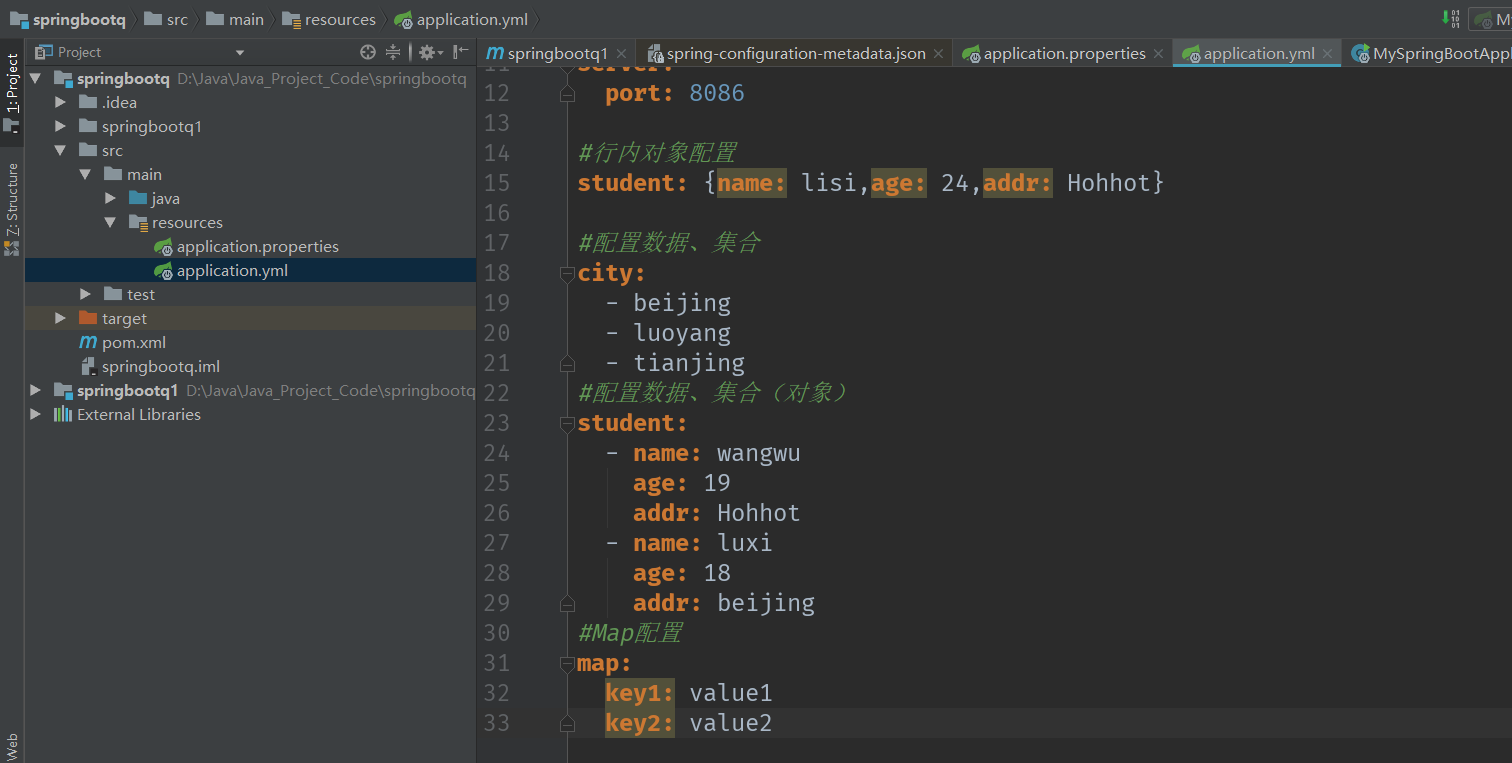 springbootq src main resources application.yml
Project
springbootq1 spring-configuration-metadata.json application.properties application.yml MySpringBootAppl
1: Project
Z: Structure
Web
springbootq D:\Java\Java_Project_Code\springbootq
.idea
springbootq1
src
main
java
resources
application.properties
application.yml
test
target
pom.xml
springbootq.iml
springbootq1 D:\Java\Java_Project_Code\springbootq
External Libraries
11 server:
12 port: 8086
13
14 #行内对象配置
15 student: {name: lisi,age: 24,addr: Hohhot}
16
17 #配置数据、集合
18 city:
19 - beijing
20 - luoyang
21 - tianjing
22 #配置数据、集合（对象）
23 student:
24 - name: wangwu
25 age: 19
26 addr: Hohhot
27 - name: luxi
28 age: 18
29 addr: beijing
30 #Map配置
31 map:
32 key1: value1
33 key2: value2